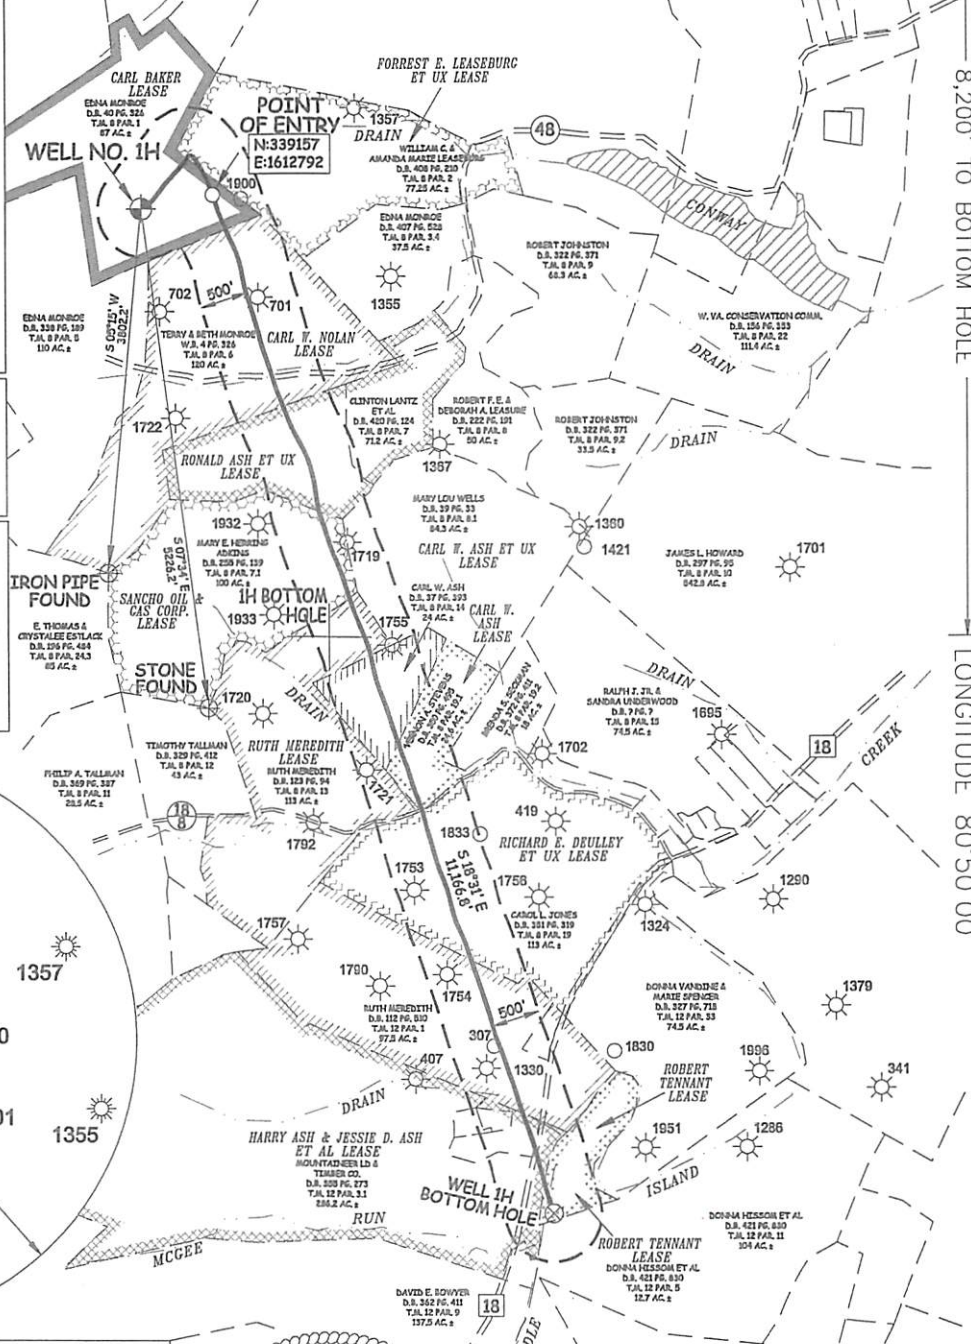 FORREST E. LEASEBURG
ET UX LEASE
CARL BAKER
LEASE
EDNA MONROE
D.B. 40 PG. 326
T.M. 8 PAR. 1
87 AC. ±
WELL NO. 1H
POINT
OF ENTRY
N:339157
E:1612792
1357
DRAIN
WILLIAM C. &
AMANDA MARIE LEASEBURG
D.B. 408 PG. 210
T.M. 8 PAR. 2
77.25 AC. ±
48
1900
CONWAY
EDNA MONROE
D.B. 407 PG. 528
T.M. 8 PAR. 3.4
37.5 AC. ±
1355
ROBERT JOHNSTON
D.B. 322 PG. 371
T.M. 8 PAR. 9
68.3 AC. ±
8,200' TO BOTTOM HOLE
702
500'
701
EDNA MONROE
D.B. 338 PG. 189
T.M. 8 PAR. 5
110 AC. ±
S 05°15' W
3802.2'
TERRY & BETH MONROE
W.B. 4 PG. 326
T.M. 8 PAR. 6
120 AC. ±
CARL W. NOLAN
LEASE
W. VA. CONSERVATION COMM.
D.B. 156 PG. 353
T.M. 8 PAR. 22
111.4 AC. ±
DRAIN
1722
CLINTON LANTZ
ET AL
D.B. 420 PG. 124
T.M. 8 PAR. 7
71.2 AC. ±
ROBERT F. E. &
DEBORAH A. LEASURE
D.B. 222 PG. 191
T.M. 8 PAR. 8
50 AC. ±
ROBERT JOHNSTON
D.B. 322 PG. 371
T.M. 8 PAR. 9.2
33.5 AC. ±
DRAIN
RONALD ASH ET UX
LEASE
1367
MARY LOU WELLS
D.B. 39 PG. 33
T.M. 8 PAR. 8.1
84.3 AC. ±
1932
MARY E. HERRING
ADKINS
D.B. 258 PG. 139
T.M. 8 PAR. 7.1
100 AC. ±
1719
CARL W. ASH ET UX
LEASE
1360
1421
JAMES L. HOWARD
D.B. 297 PG. 95
T.M. 8 PAR. 10
842.8 AC. ±
1701
S 07°34' E
5226.2'
IRON PIPE
FOUND
SANCHO OIL &
GAS CORP.
LEASE
1H BOTTOM
HOLE
1933
CARL W. ASH
D.B. 37 PG. 393
T.M. 8 PAR. 14
24 AC. ±
CARL W.
ASH
LEASE
1755
E. THOMAS &
CRYSTALEE ESTLACK
D.B. 196 PG. 484
T.M. 8 PAR. 24.3
85 AC. ±
STONE
FOUND
1720
DRAIN
DRAIN
RALPH J. JR. &
SANDRA UNDERWOOD
D.B. ? PG. ?
T.M. 8 PAR. 15
74.5 AC. ±
1695
LONGITUDE 80°50'00
TIMOTHY TALLMAN
D.B. 329 PG. 412
T.M. 8 PAR. 12
43 AC. ±
RUTH MEREDITH
LEASE
RUTH MEREDITH
D.B. 123 PG. 94
T.M. 8 PAR. 13
113 AC. ±
1702
18
CREEK
PHILIP A. TALLMAN
D.B. 369 PG. 387
T.M. 8 PAR. 11
28.5 AC. ±
1721
18
8
1792
419
1833
RICHARD E. DEULLEY
ET UX LEASE
S 18°31' E
11,166.8'
1753
1756
1290
1324
CAROL L. JONES
D.B. 381 PG. 319
T.M. 8 PAR. 19
113 AC. ±
1757
1357
1790
1754
RUTH MEREDITH
D.B. 112 PG. 510
T.M. 12 PAR. 1
97.5 AC. ±
500'
DONNA VANDINE &
MARIE SPENCER
D.B. 327 PG. 718
T.M. 12 PAR. 33
74.5 AC. ±
1379
307
407
1330
1830
1996
341
ROBERT
TENNANT
LEASE
DRAIN
1355
HARRY ASH & JESSIE D. ASH
ET AL LEASE
MOUNTAINEER LD &
TIMBER CO.
D.B. 388 PG. 273
T.M. 12 PAR. 3.1
286.2 AC. ±
1951
1286
WELL 1H
BOTTOM HOLE
ISLAND
RUN
MCGEE
DONNA HISSOM ET AL
D.B. 421 PG. 830
T.M. 12 PAR. 11
104 AC. ±
ROBERT TENNANT
LEASE
DONNA HISSOM ET AL
D.B. 421 PG. 830
T.M. 12 PAR. 5
12.7 AC. ±
DAVID E. BOWYER
D.B. 362 PG. 411
T.M. 12 PAR. 9
137.5 AC. ±
18